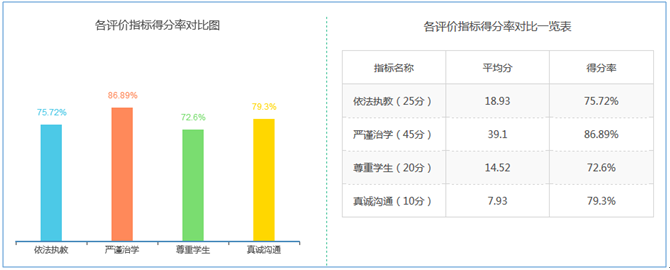 各评价指标得分率对比图
75.72%
86.89%
72.6%
79.3%
依法执教
严谨治学
尊重学生
真诚沟通
各评价指标得分率对比一览表
指标名称 平均分 得分率
依法执教（25分） 18.93 75.72%
严谨治学（45分） 39.1 86.89%
尊重学生（20分） 14.52 72.6%
真诚沟通（10分） 7.93 79.3%